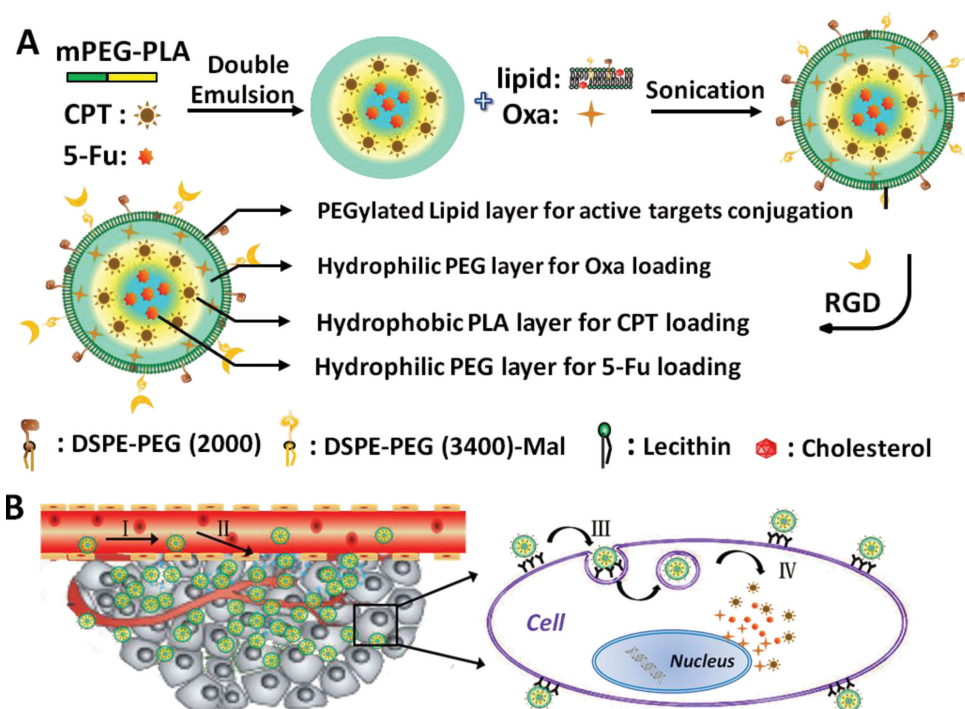 A
mPEG-PLA
CPT :
5-Fu:
Double
Emulsion
+
lipid:
Oxa:
Sonication
PEGylated Lipid layer for active targets conjugation
Hydrophilic PEG layer for Oxa loading
Hydrophobic PLA layer for CPT loading
Hydrophilic PEG layer for 5-Fu loading
RGD
: DSPE-PEG (2000)
: DSPE-PEG (3400)-Mal
: Lecithin
: Cholesterol
B
I
II
III
IV
Cell
Nucleus